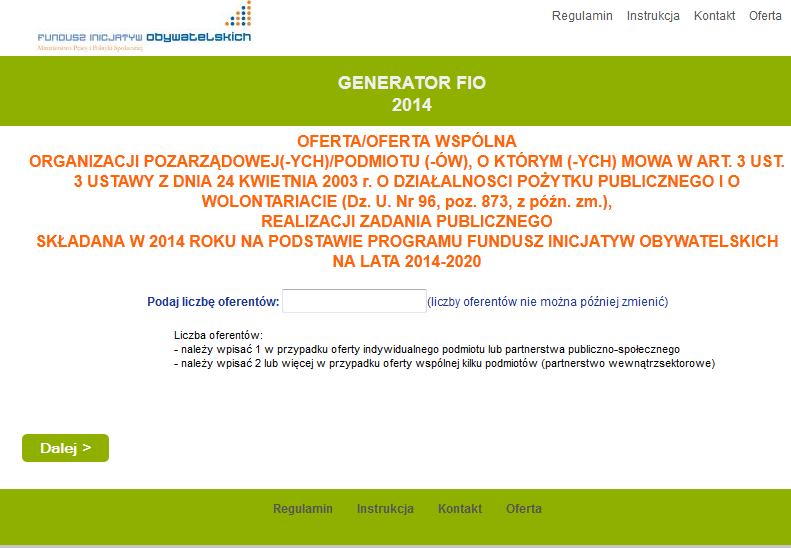 Regulamin Instrukcja Kontakt Oferta
FUNDUSZ INICJATYW OBYWATELSKICH
Ministerstwo Pracy i Polityki Społecznej
GENERATOR FIO
2014
OFERTA/OFERTA WSPÓLNA
ORGANIZACJI POZARZĄDOWEJ(-YCH)/PODMIOTU (-ÓW), O KTÓRYM (-YCH) MOWA W ART. 3 UST.
3 USTAWY Z DNIA 24 KWIETNIA 2003 r. O DZIAŁALNOSCI POŻYTKU PUBLICZNEGO I O
WOLONTARIACIE (Dz. U. Nr 96, poz. 873, z późn. zm.),
REALIZACJI ZADANIA PUBLICZNEGO
SKŁADANA W 2014 ROKU NA PODSTAWIE PROGRAMU FUNDUSZ INICJATYW OBYWATELSKICH
NA LATA 2014-2020
Podaj liczbę oferentów: (liczby oferentów nie można później zmienić)
Liczba oferentów:
- należy wpisać 1 w przypadku oferty indywidualnego podmiotu lub partnerstwa publiczno-społecznego
- należy wpisać 2 lub więcej w przypadku oferty wspólnej kilku podmiotów (partnerstwo wewnątrzsektorowe)
Dalej >
Regulamin Instrukcja Kontakt Oferta